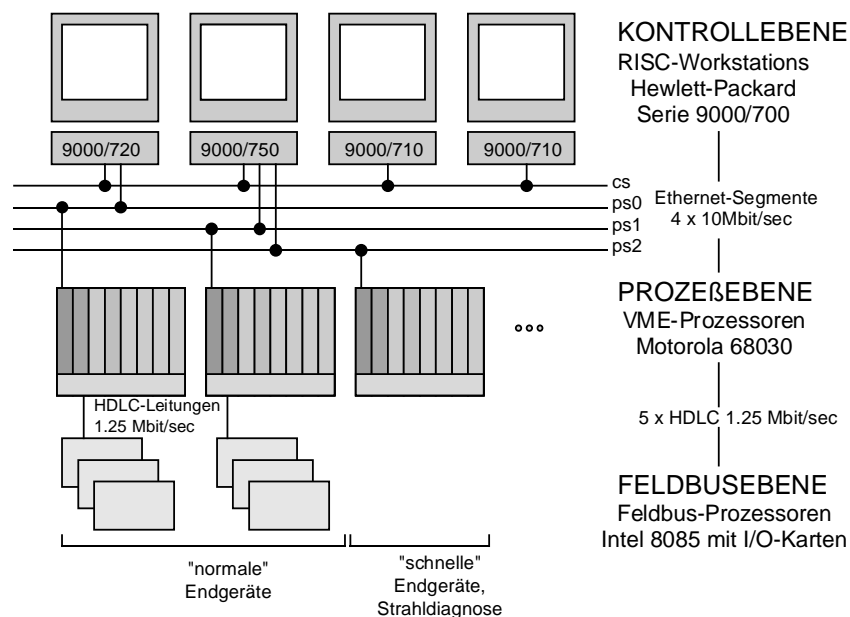 KONTROLLEBENE
RISC-Workstations
Hewlett-Packard
Serie 9000/700
9000/720
9000/750
9000/710
9000/710
cs
ps0
ps1
ps2
Ethernet-Segmente
4 x 10Mbit/sec
PROZEßEBENE
VME-Prozessoren
Motorola 68030
HDLC-Leitungen
1.25 Mbit/sec
5 x HDLC 1.25 Mbit/sec
FELDBUSEBENE
Feldbus-Prozessoren
Intel 8085 mit I/O-Karten
"normale"
Endgeräte
"schnelle"
Endgeräte,
Strahldiagnose